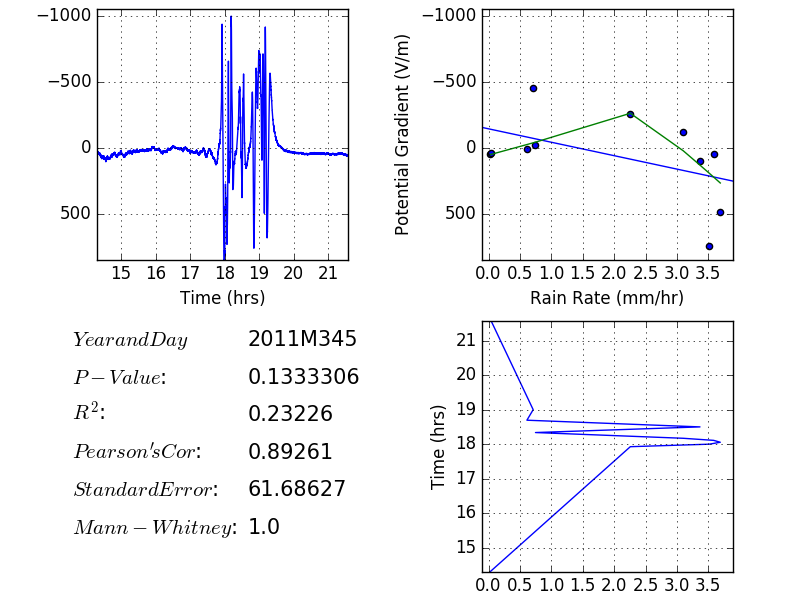 −1000
−500
0
500
15 16 17 18 19 20 21
Time (hrs)
Potential Gradient (V/m)
−1000
−500
0
500
0.0 0.5 1.0 1.5 2.0 2.5 3.0 3.5
Rain Rate (mm/hr)
YearandDay 2011M345
P−Value: 0.1333306
R²: 0.23226
Pearson'sCor: 0.89261
StandardError: 61.68627
Mann−Whitney: 1.0
Time (hrs)
21
20
19
18
17
16
15
0.0 0.5 1.0 1.5 2.0 2.5 3.0 3.5